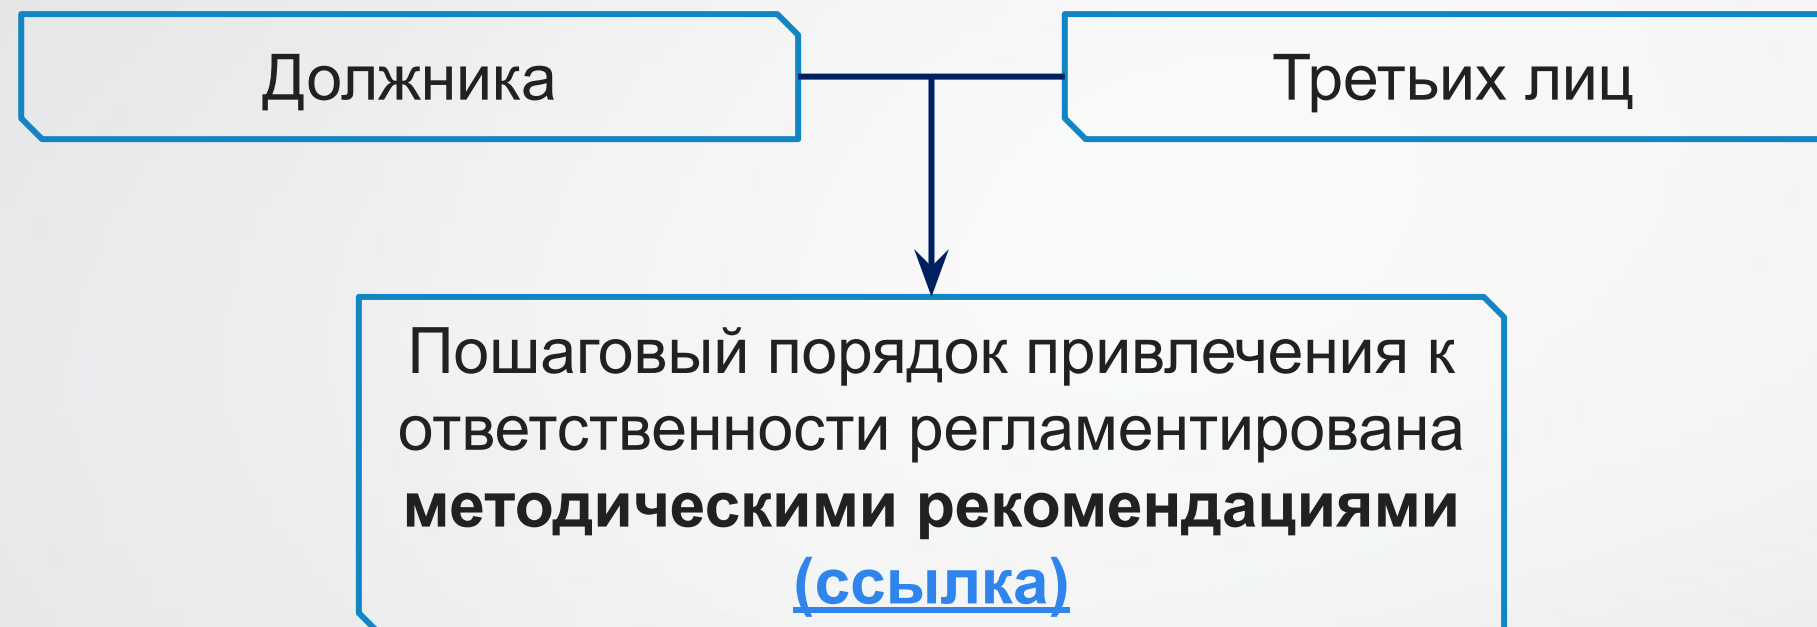 Должника
Третьих лиц
Пошаговый порядок привлечения к
ответственности регламентирована
методическими рекомендациями
(ссылка)